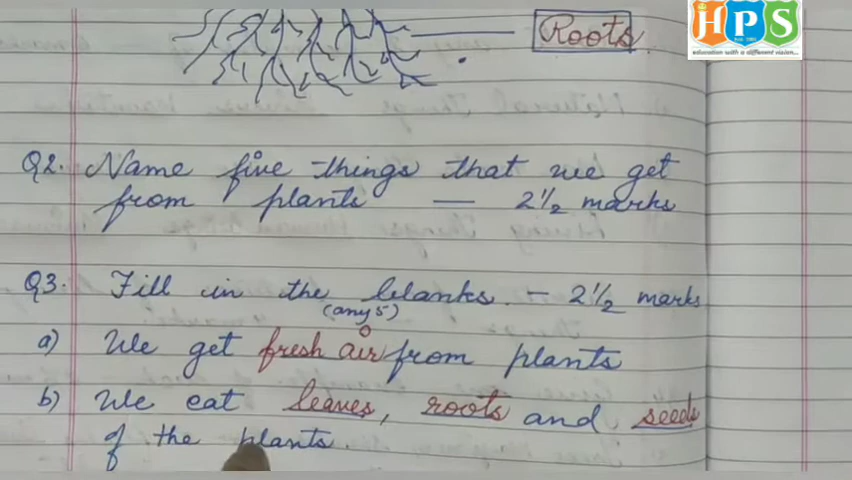 HPS
education with a different vision...
Roots.
Q2. Name five things that we get
from plants — 2½ marks
Q3. Fill in the blanks. - 2½ marks
(any 5)
a) We get fresh air from plants
b) We eat leaves, roots and seeds
of the plants.